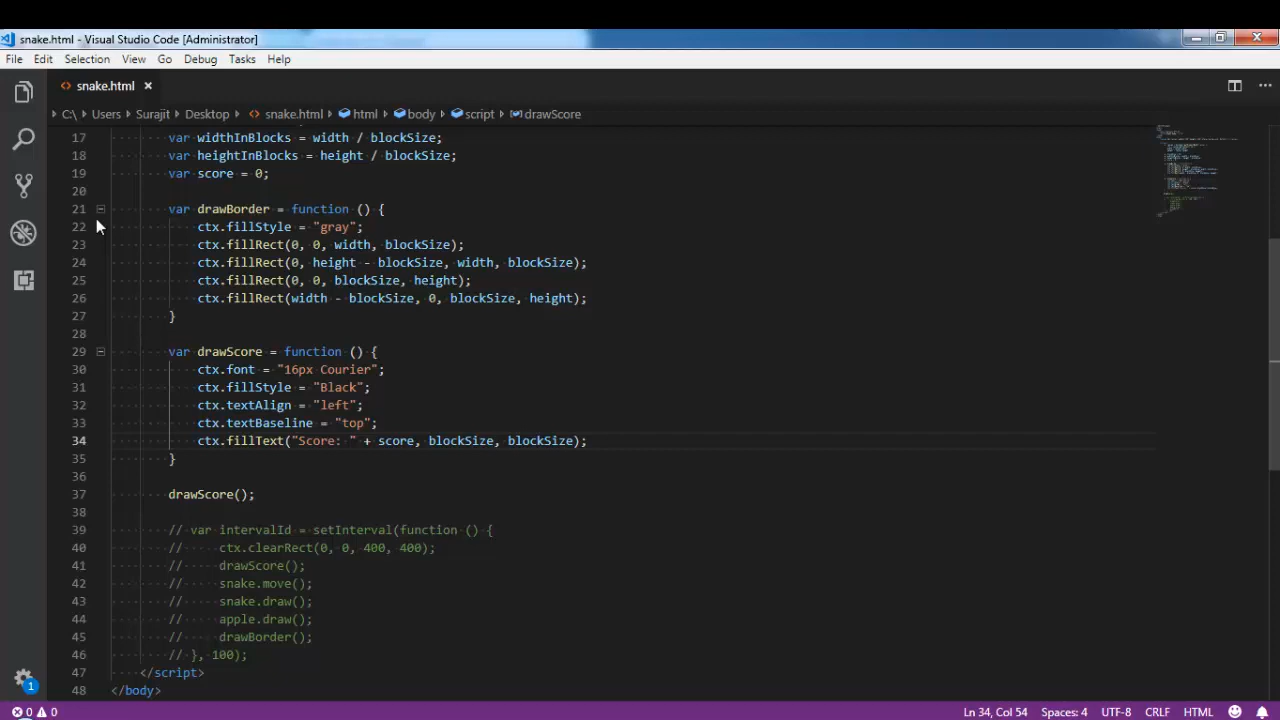 snake.html - Visual Studio Code [Administrator]
File Edit Selection View Go Debug Tasks Help
<> snake.html ×
C:\ Users Surajit Desktop <> snake.html html body script drawScore
17 var widthInBlocks = width / blockSize;
18 var heightInBlocks = height / blockSize;
19 var score = 0;
20
21 var drawBorder = function () {
22 ctx.fillStyle = "gray";
23 ctx.fillRect(0, 0, width, blockSize);
24 ctx.fillRect(0, height - blockSize, width, blockSize);
25 ctx.fillRect(0, 0, blockSize, height);
26 ctx.fillRect(width - blockSize, 0, blockSize, height);
27 }
28
29 var drawScore = function () {
30 ctx.font = "16px Courier";
31 ctx.fillStyle = "Black";
32 ctx.textAlign = "left";
33 ctx.textBaseline = "top";
34 ctx.fillText("Score: " + score, blockSize, blockSize);
35 }
36
37 drawScore();
38
39 // var intervalId = setInterval(function () {
40 // ctx.clearRect(0, 0, 400, 400);
41 // drawScore();
42 // snake.move();
43 // snake.draw();
44 // apple.draw();
45 // drawBorder();
46 // }, 100);
47 </script>
48 </body>
1
0 0 Ln 34, Col 54 Spaces: 4 UTF-8 CRLF HTML